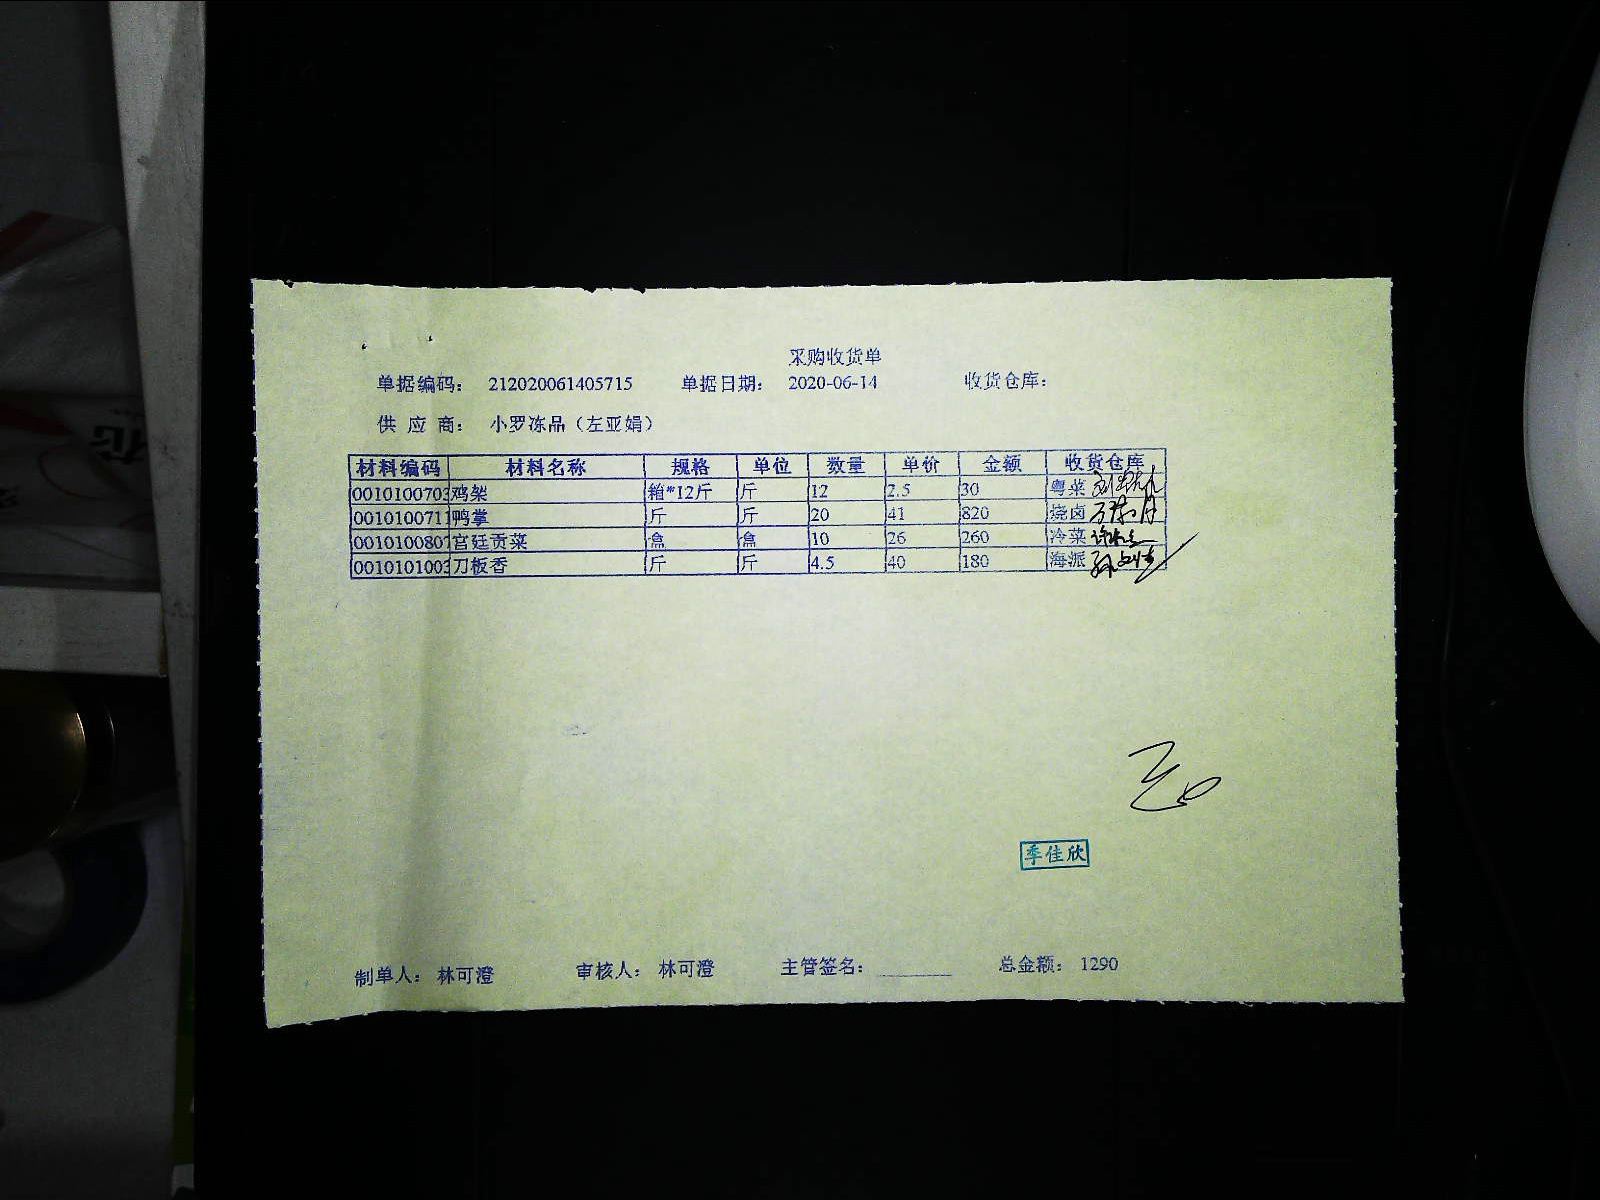 采购收货单
单据编码： 212020061405715 单据日期： 2020-06-14 收货仓库：
供 应 商： 小罗冻品（左亚娟）
材料编码 材料名称 规格 单位 数量 单价 金额 收货仓库
0010100703 鸡架 箱*12斤 斤 12 2.5 30 粤菜
0010100711 鸭掌 斤 斤 20 41 820 烧卤
0010100807 宫廷贡菜 盒 盒 10 26 260 冷菜
0010101003 刀板香 斤 斤 4.5 40 180 海派
季佳欣
制单人： 林可澄 审核人： 林可澄 主管签名： 总金额： 1290